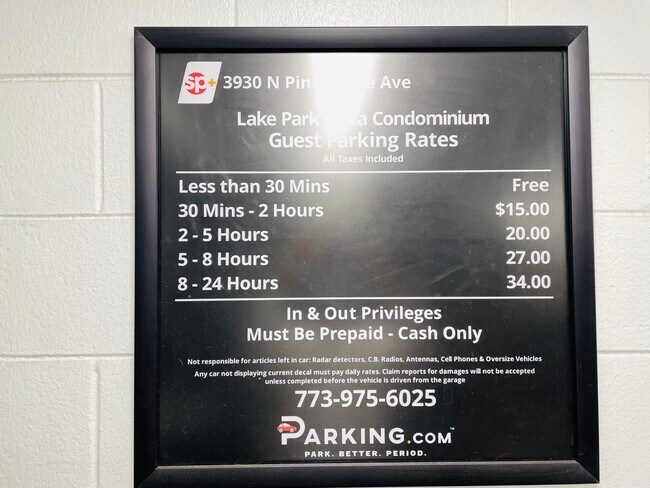 sp+ 3930 N Ave
Lake Park Condominium
Guest Parking Rates
All Taxes Included
Less than 30 Mins Free
30 Mins - 2 Hours $15.00
2 - 5 Hours 20.00
5 - 8 Hours 27.00
8 - 24 Hours 34.00
In & Out Privileges
Must Be Prepaid - Cash Only
Not responsible for articles left in car: Radar detectors, C.B. Radios, Antennas, Cell Phones & Oversize Vehicles
Any car not displaying current decal must pay daily rates. Claim reports for damages will not be accepted
unless completed before the vehicle is driven from the garage
773-975-6025
PARKING.COM™
PARK. BETTER. PERIOD.